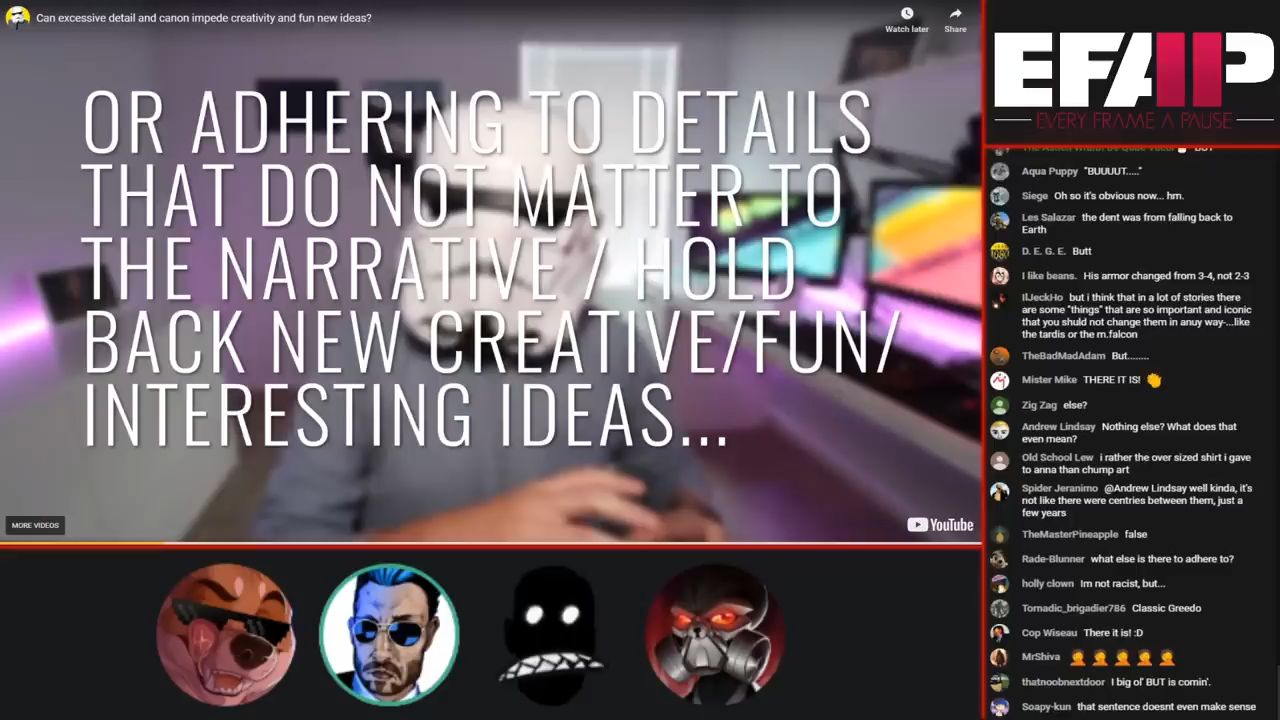 Can excessive detail and canon impede creativity and fun new ideas?
Watch later
Share
OR ADHERING TO DETAILS
THAT DO NOT MATTER TO
THE NARRATIVE / HOLD
BACK NEW CREATIVE/FUN/
INTERESTING IDEAS...
MORE VIDEOS
YouTube
EFAP
EVERY FRAME A PAUSE
Aqua Puppy "BUUUUT...."
Siege Oh so it's obvious now... hm.
Les Salazar the dent was from falling back to
Earth
D. E. G. E. Butt
I like beans. His armor changed from 3-4, not 2-3
IlJeckHo but i think that in a lot of stories there
are some "things" that are so important and iconic
that you shuld not change them in anuy way-...like
the tardis or the m.falcon
TheBadMadAdam But........
Mister Mike THERE IT IS! 👏
Zig Zag else?
Andrew Lindsay Nothing else? What does that
even mean?
Old School Lew i rather the over sized shirt i gave
to anna than chump art
Spider Jeranimo @Andrew Lindsay well kinda, it's
not like there were centries between them, just a
few years
TheMasterPineapple false
Rade-Blunner what else is there to adhere to?
holly clown Im not racist, but...
Tornadic_brigadier786 Classic Greedo
Cop Wiseau There it is! :D
MrShiva 🤦🤦🤦🤦🤦
thatnoobnextdoor I big ol' BUT is comin'.
Soapy-kun that sentence doesnt even make sense